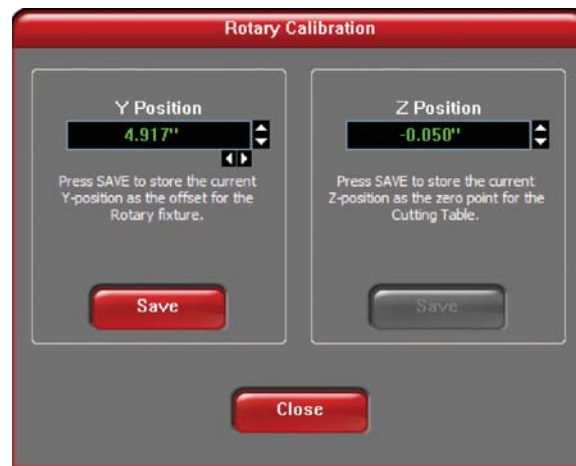 Rotary Calibration
Y Position
4.917"
Press SAVE to store the current
Y-position as the offset for the
Rotary fixture.
Save
Z Position
-0.050"
Press SAVE to store the current
Z-position as the zero point for the
Cutting Table.
Save
Close